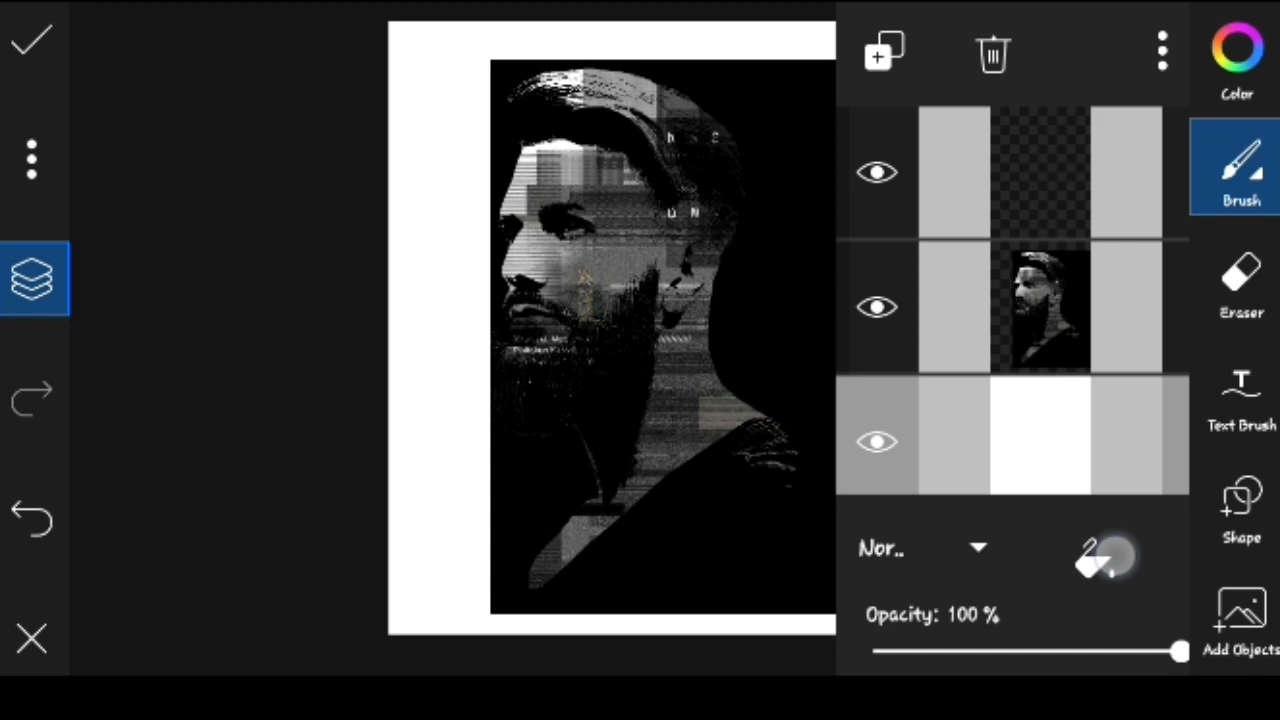 Color
Brush
Eraser
Text Brush
Shape
Nor..
Opacity: 100 %
Add Objects